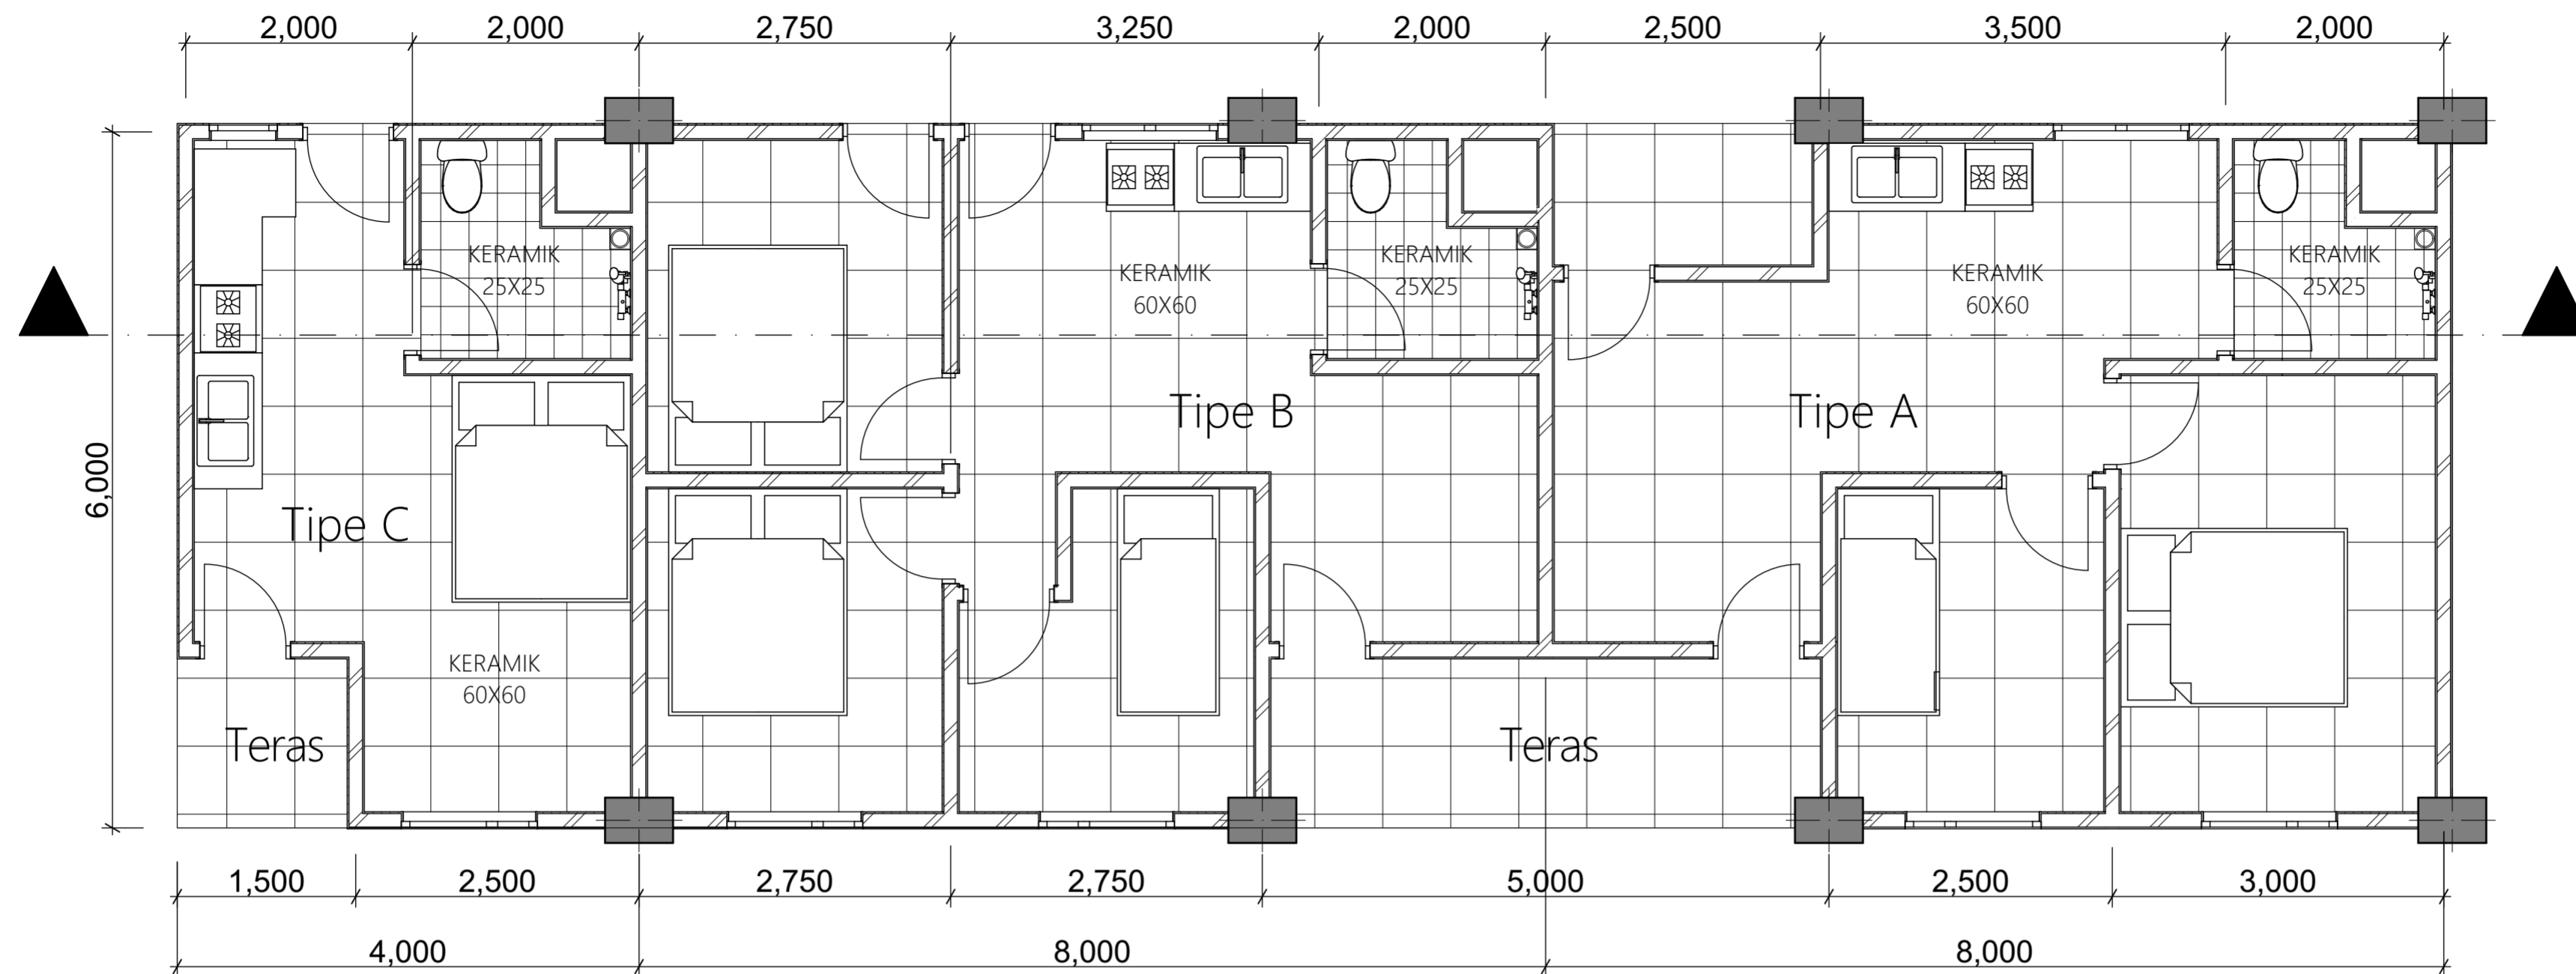 2,000
2,000
2,750
3,250
2,000
2,500
3,500
2,000
KERAMIK
25X25
KERAMIK
60X60
KERAMIK
25X25
KERAMIK
60X60
KERAMIK
25X25
Tipe B
Tipe A
6,000
Tipe C
KERAMIK
60X60
Teras
Teras
1,500
2,500
2,750
2,750
5,000
2,500
3,000
4,000
8,000
8,000